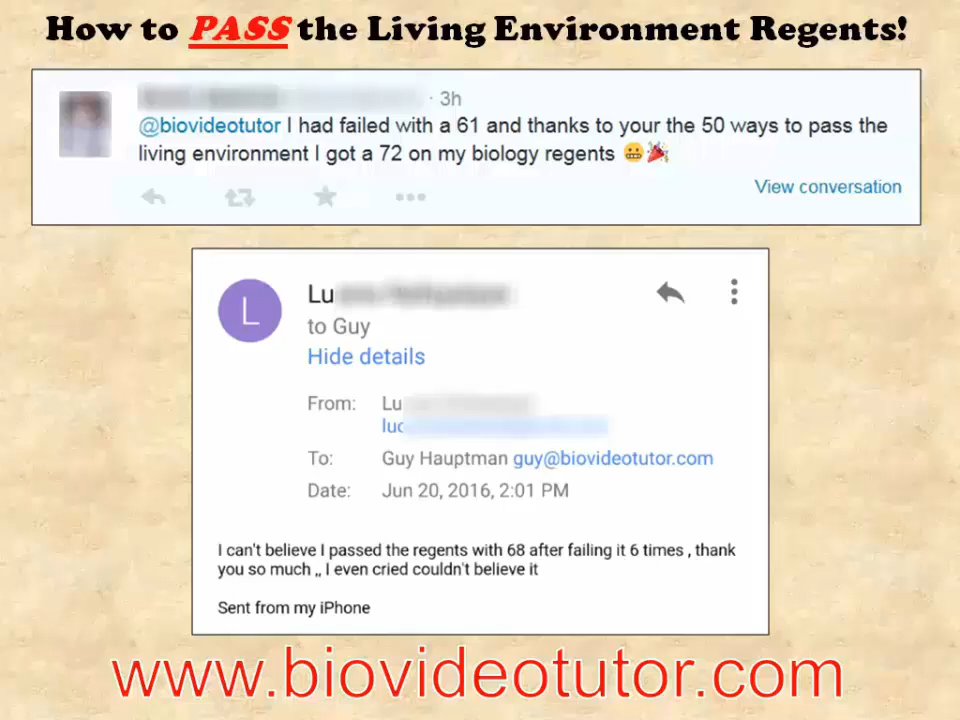 How to PASS the Living Environment Regents!
· 3h
@biovideotutor I had failed with a 61 and thanks to your the 50 ways to pass the
living environment I got a 72 on my biology regents 😬🎉
View conversation
L
Lu
to Guy
Hide details
From: Lu
luc
To: Guy Hauptman guy@biovideotutor.com
Date: Jun 20, 2016, 2:01 PM
I can't believe I passed the regents with 68 after failing it 6 times , thank
you so much ,, I even cried couldn't believe it
Sent from my iPhone
www.biovideotutor.com